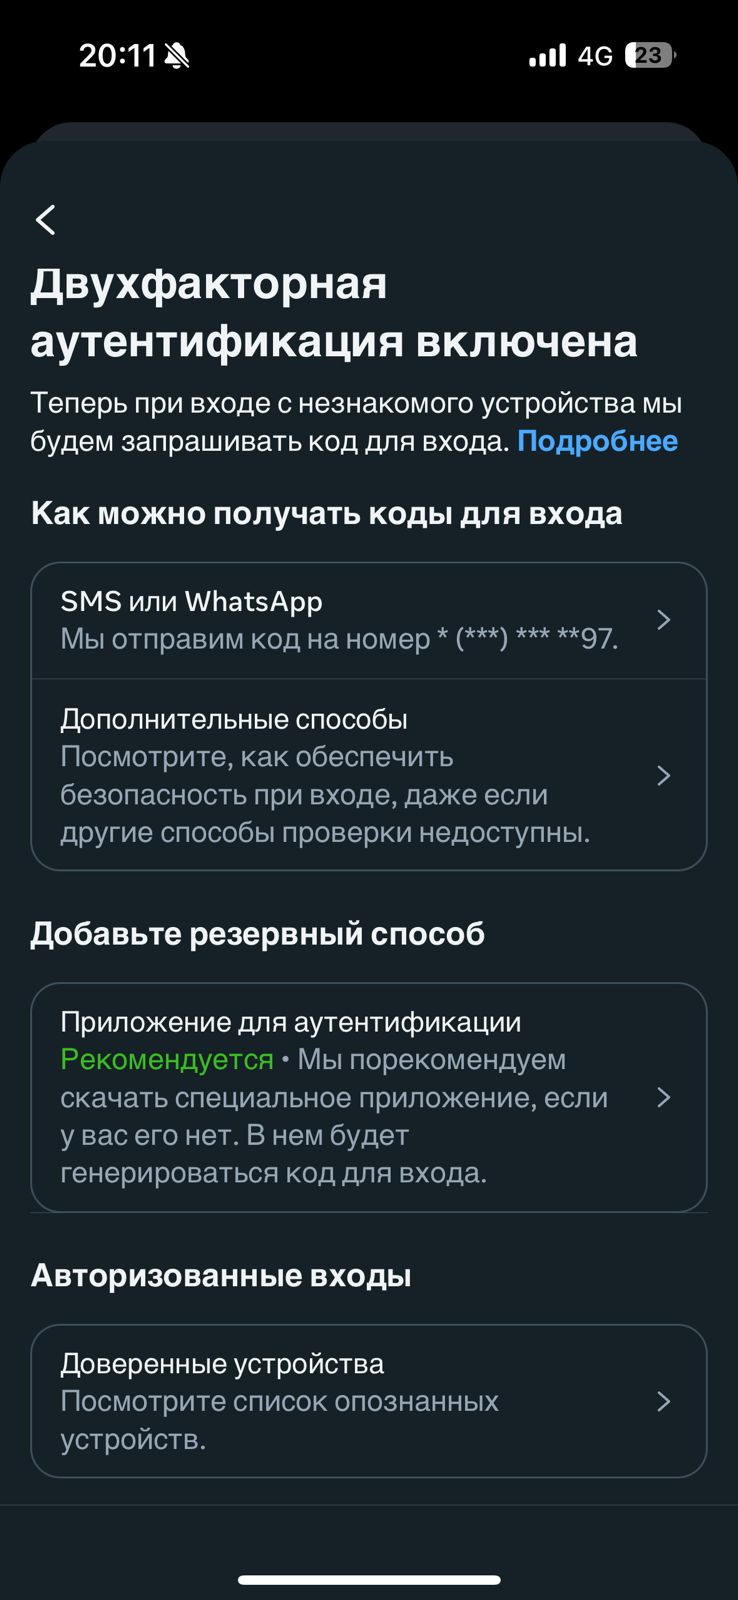 20:11
4G
23
Двухфакторная
аутентификация включена
Теперь при входе с незнакомого устройства мы
будем запрашивать код для входа. Подробнее
Как можно получать коды для входа
SMS или WhatsApp
Мы отправим код на номер * (***) *** **97.
Дополнительные способы
Посмотрите, как обеспечить
безопасность при входе, даже если
другие способы проверки недоступны.
Добавьте резервный способ
Приложение для аутентификации
Рекомендуется • Мы порекомендуем
скачать специальное приложение, если
у вас его нет. В нем будет
генерироваться код для входа.
Авторизованные входы
Доверенные устройства
Посмотрите список опознанных
устройств.